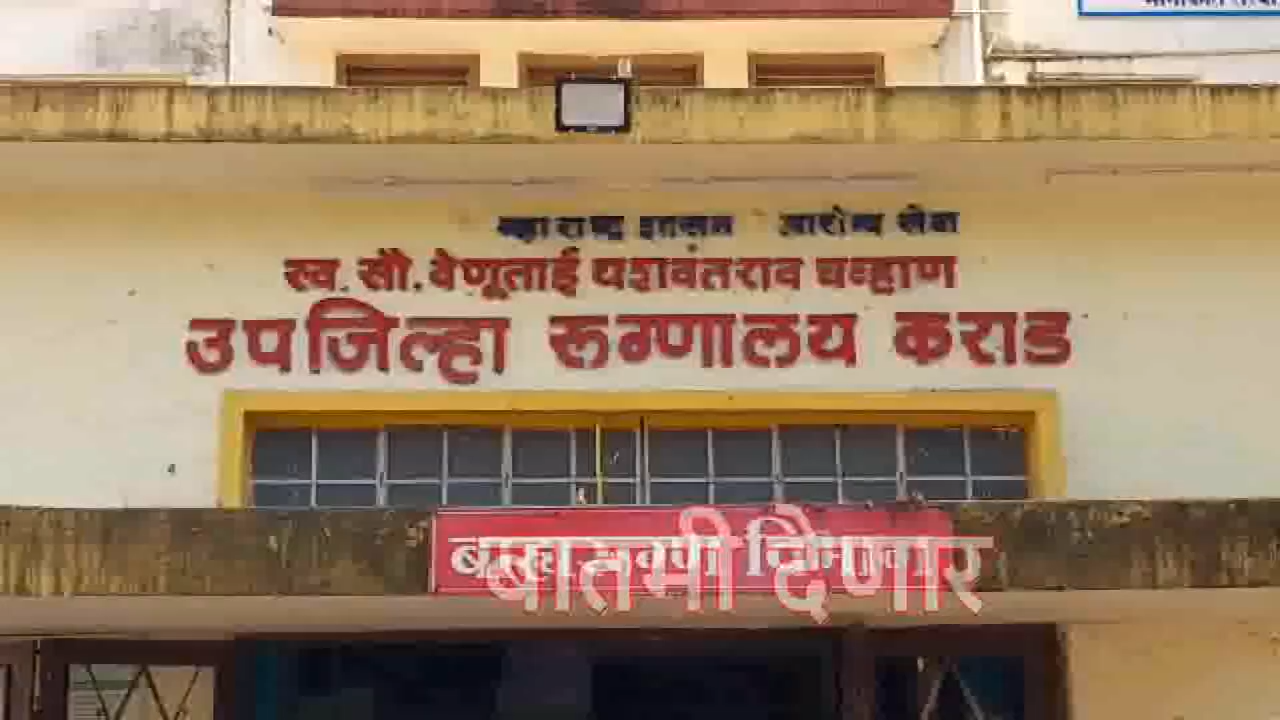 महाराष्ट्र शासन आरोग्य सेवा
स्व. सौ. वेणूताई यशवंतराव चव्हाण
उपजिल्हा रुग्णालय कराड
बातमी देणार